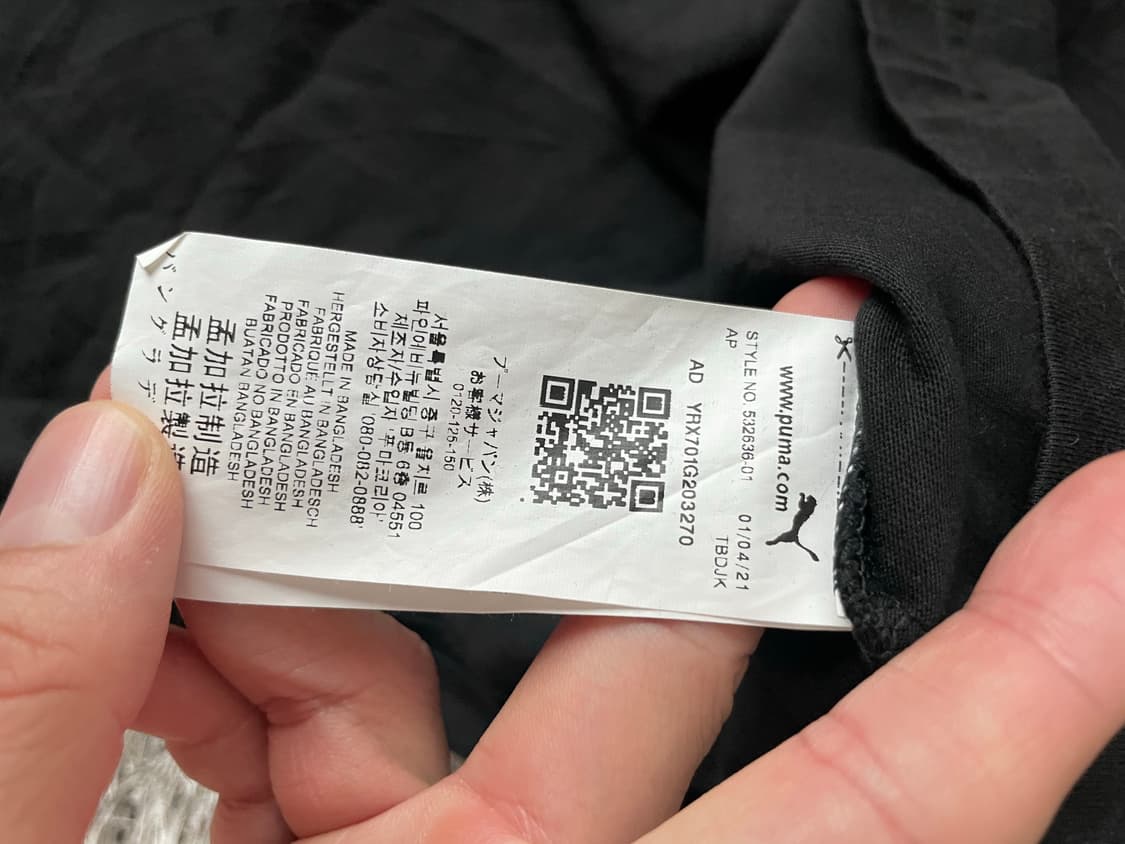 www.puma.com
STYLE NO. 532636-01 01/04/21
AP TBDJK
AD YRX701G203270
プーマジャパン(株)
お客様サービス
0120-125-150
서울특별시 중구 을지로 100
파인에비뉴빌딩 B동 6층 04551
제조자/수입자 '푸마코리아'
소비자상담실 '080-082-0888'
MADE IN BANGLADESH
HERGESTELLT IN BANGLADESCH
FABRIQUÉ AU BANGLADESH
FABRICADO EN BANGLADESH
PRODOTTO IN BANGLADESH
FABRICADO NO BANGLADESH
BUATAN BANGLADESH
孟加拉制造
孟加拉製造
バングラデ